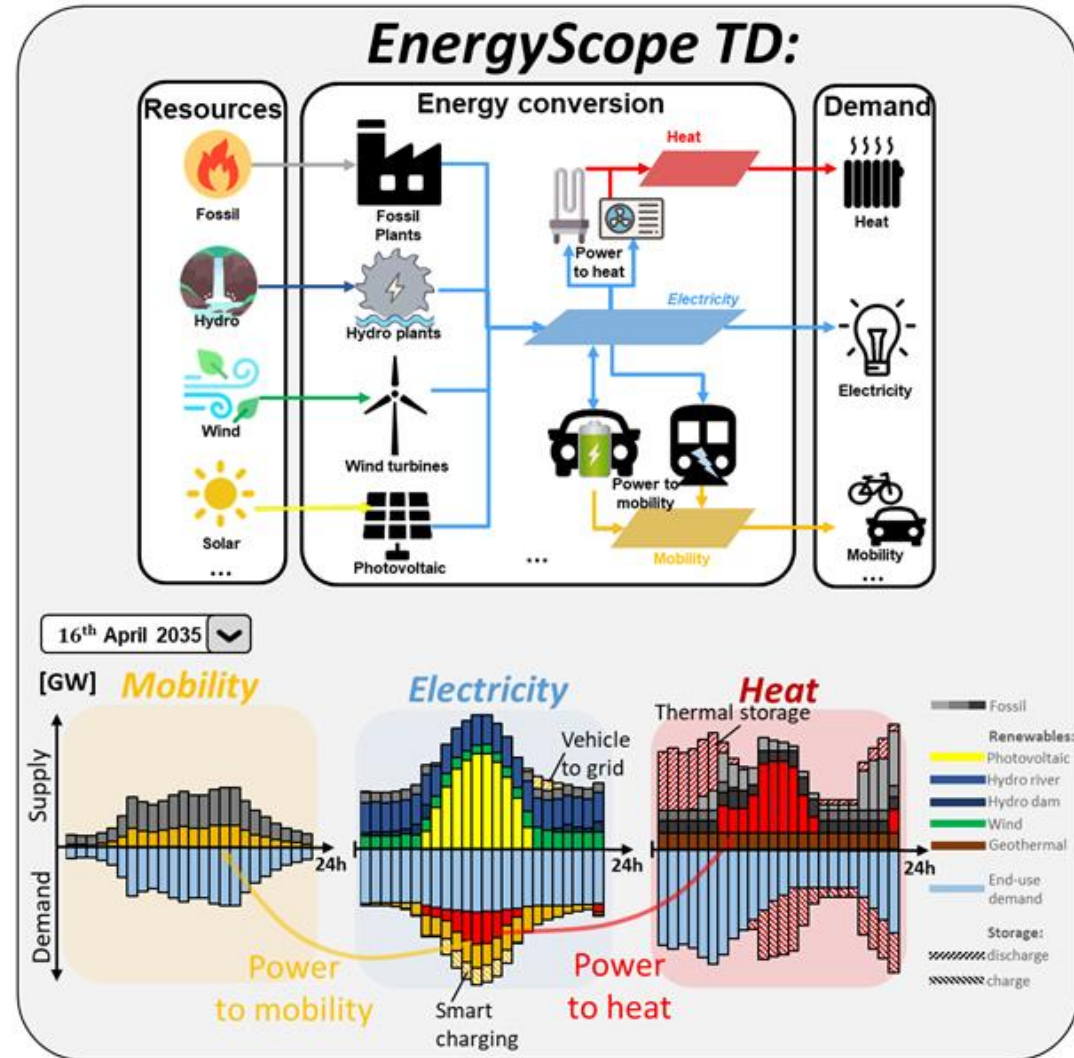 EnergyScope TD:
Resources
Energy conversion
Demand
Fossil
Fossil
Plants
Heat
Power
to heat
Heat
Hydro
Hydro plants
Electricity
Electricity
Wind
Wind turbines
Power to
mobility
Solar
Photovoltaic
Mobility
Mobility
...
...
...
16th April 2035
[GW]
Mobility
Electricity
Heat
Supply
Demand
24h
24h
24h
Vehicle
to grid
Thermal storage
Power
to mobility
Smart
charging
Power
to heat
Fossil
Renewables:
Photovoltaic
Hydro river
Hydro dam
Wind
Geothermal
End-use
demand
Storage:
discharge
charge